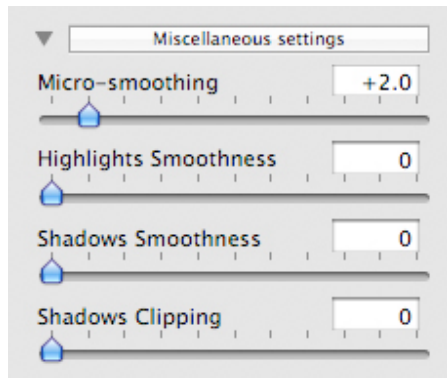 Miscellaneous settings
Micro-smoothing +2.0
Highlights Smoothness 0
Shadows Smoothness 0
Shadows Clipping 0